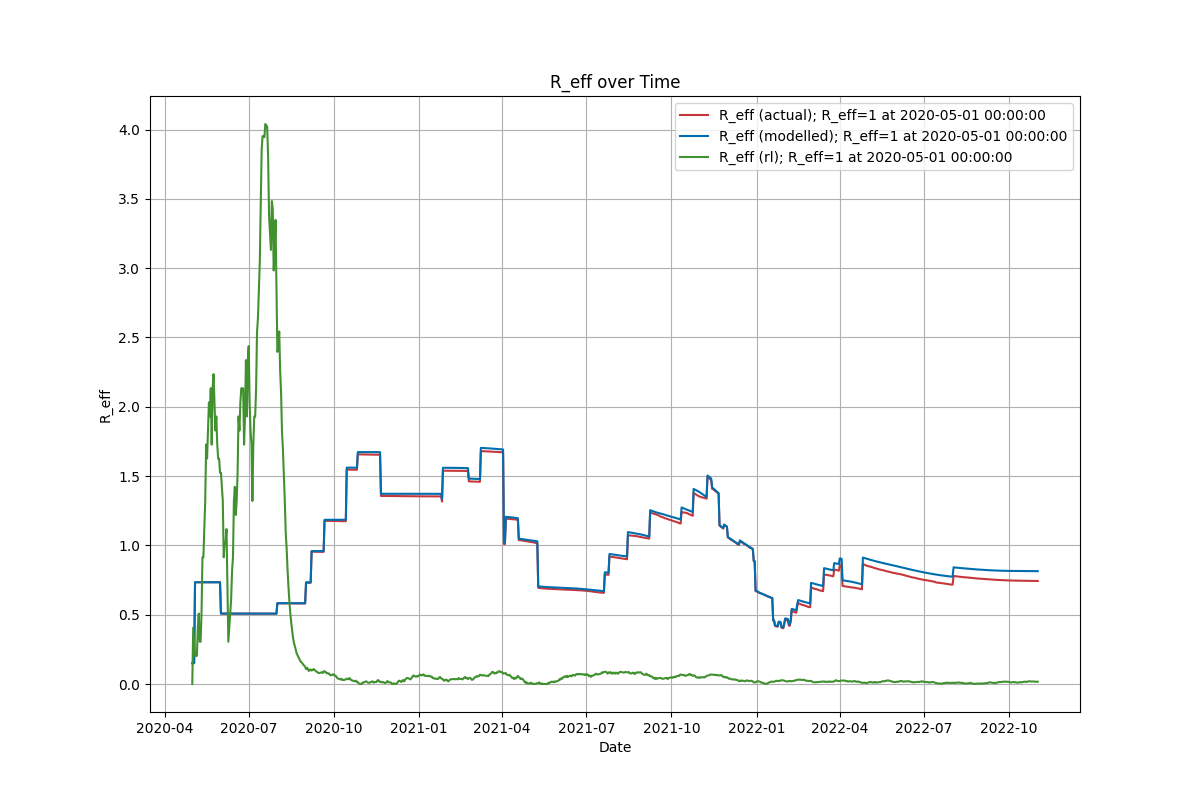 R_eff over Time
R_eff (actual); R_eff=1 at 2020-05-01 00:00:00
R_eff (modelled); R_eff=1 at 2020-05-01 00:00:00
R_eff (rl); R_eff=1 at 2020-05-01 00:00:00
4.0
3.5
3.0
2.5
2.0
1.5
1.0
0.5
0.0
R_eff
2020-04 2020-07 2020-10 2021-01 2021-04 2021-07 2021-10 2022-01 2022-04 2022-07 2022-10
Date